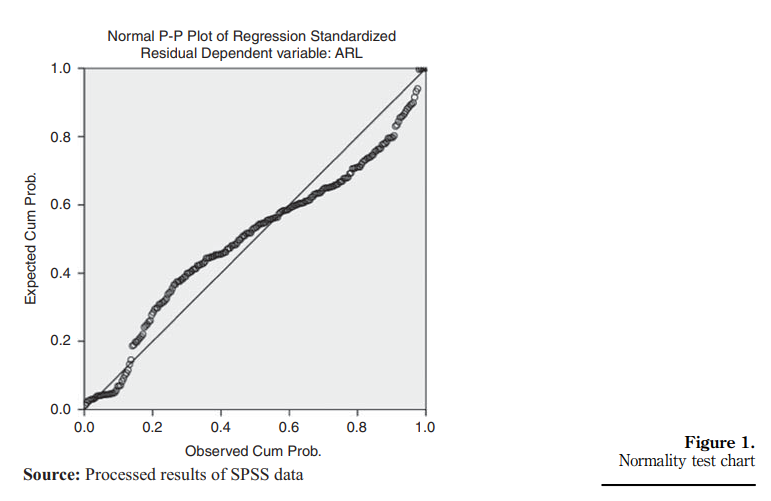 Normal P-P Plot of Regression Standardized
Residual Dependent variable: ARL
1.0
0.8
0.6
0.4
0.2
0.0
Expected Cum Prob.
0.0 0.2 0.4 0.6 0.8 1.0
Observed Cum Prob.
Source: Processed results of SPSS data
Figure 1.
Normality test chart